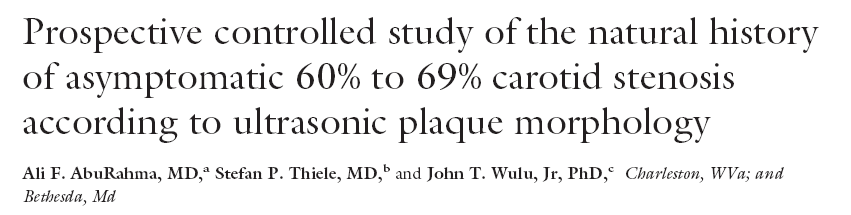 Prospective controlled study of the natural history
of asymptomatic 60% to 69% carotid stenosis
according to ultrasonic plaque morphology
Ali F. AbuRahma, MD,ᵃ Stefan P. Thiele, MD,ᵇ and John T. Wulu, Jr, PhD,ᶜ Charleston, WVa; and
Bethesda, Md